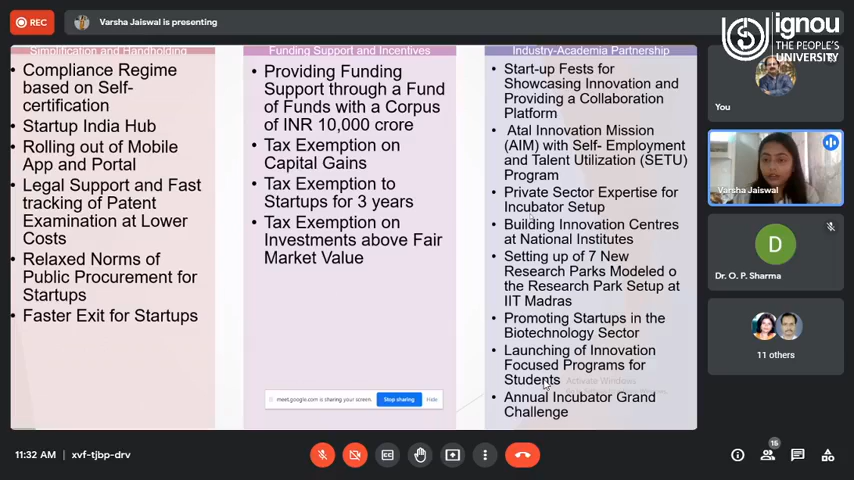 REC
Varsha Jaiswal is presenting
ignou
THE PEOPLE'S
UNIVERSITY
Simplification and Handholding
• Compliance Regime
based on Self-
certification
• Startup India Hub
• Rolling out of Mobile
App and Portal
• Legal Support and Fast
tracking of Patent
Examination at Lower
Costs
• Relaxed Norms of
Public Procurement for
Startups
• Faster Exit for Startups
Funding Support and Incentives
• Providing Funding
Support through a Fund
of Funds with a Corpus
of INR 10,000 crore
• Tax Exemption on
Capital Gains
• Tax Exemption to
Startups for 3 years
• Tax Exemption on
Investments above Fair
Market Value
meet.google.com is sharing your screen.
Stop sharing
Hide
Industry-Academia Partnership
• Start-up Fests for
Showcasing Innovation and
Providing a Collaboration
Platform
• Atal Innovation Mission
(AIM) with Self- Employment
and Talent Utilization (SETU)
Program
• Private Sector Expertise for
Incubator Setup
• Building Innovation Centres
at National Institutes
• Setting up of 7 New
Research Parks Modeled o
the Research Park Setup at
IIT Madras
• Promoting Startups in the
Biotechnology Sector
• Launching of Innovation
Focused Programs for
Students
• Annual Incubator Grand
Challenge
Activate Windows
You
Varsha Jaiswal
D
Dr. O. P. Sharma
11 others
11:32 AM
xvf-tjbp-drv
15